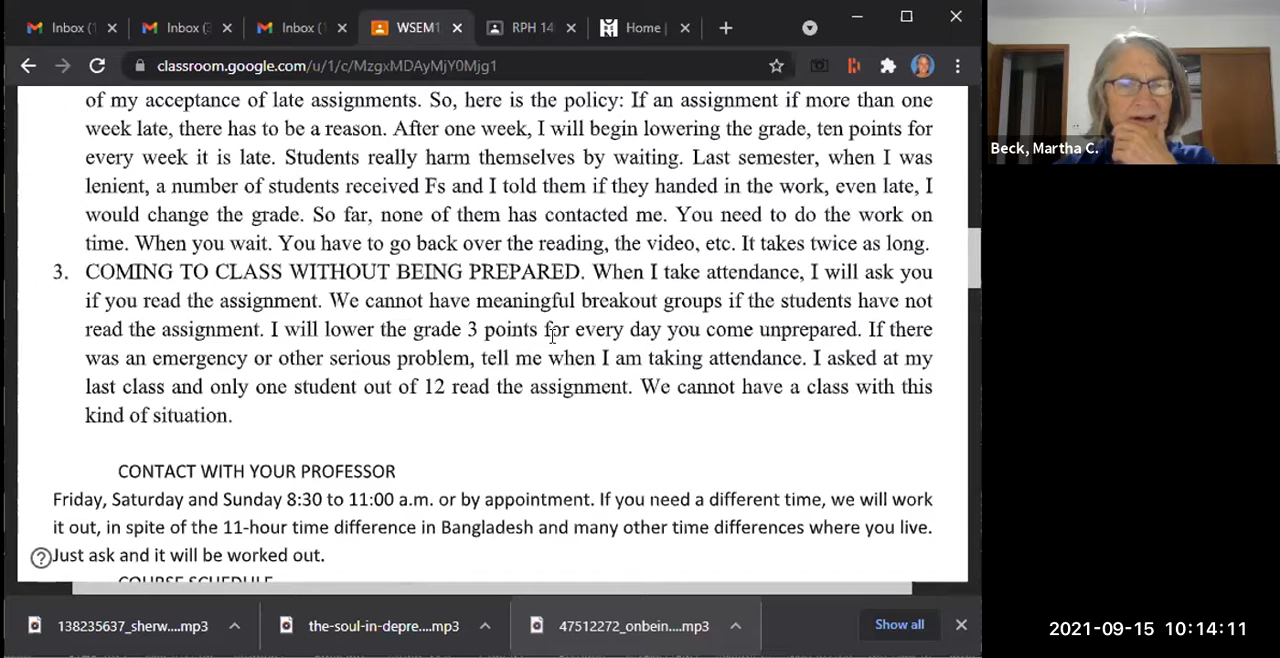 Inbox (1
Inbox (3
Inbox (1
WSEM1
RPH 14
Home |
classroom.google.com/u/1/c/MzgxMDAyMjY0Mjg1
of my acceptance of late assignments. So, here is the policy: If an assignment if more than one
week late, there has to be a reason. After one week, I will begin lowering the grade, ten points for
every week it is late. Students really harm themselves by waiting. Last semester, when I was
lenient, a number of students received Fs and I told them if they handed in the work, even late, I
would change the grade. So far, none of them has contacted me. You need to do the work on
time. When you wait. You have to go back over the reading, the video, etc. It takes twice as long.
3. COMING TO CLASS WITHOUT BEING PREPARED. When I take attendance, I will ask you
if you read the assignment. We cannot have meaningful breakout groups if the students have not
read the assignment. I will lower the grade 3 points for every day you come unprepared. If there
was an emergency or other serious problem, tell me when I am taking attendance. I asked at my
last class and only one student out of 12 read the assignment. We cannot have a class with this
kind of situation.
CONTACT WITH YOUR PROFESSOR
Friday, Saturday and Sunday 8:30 to 11:00 a.m. or by appointment. If you need a different time, we will work
it out, in spite of the 11-hour time difference in Bangladesh and many other time differences where you live.
Just ask and it will be worked out.
COURSE SCHEDULE
138235637_sherw....mp3
the-soul-in-depre....mp3
47512272_onbein....mp3
Show all
Beck, Martha C.
2021-09-15 10:14:11